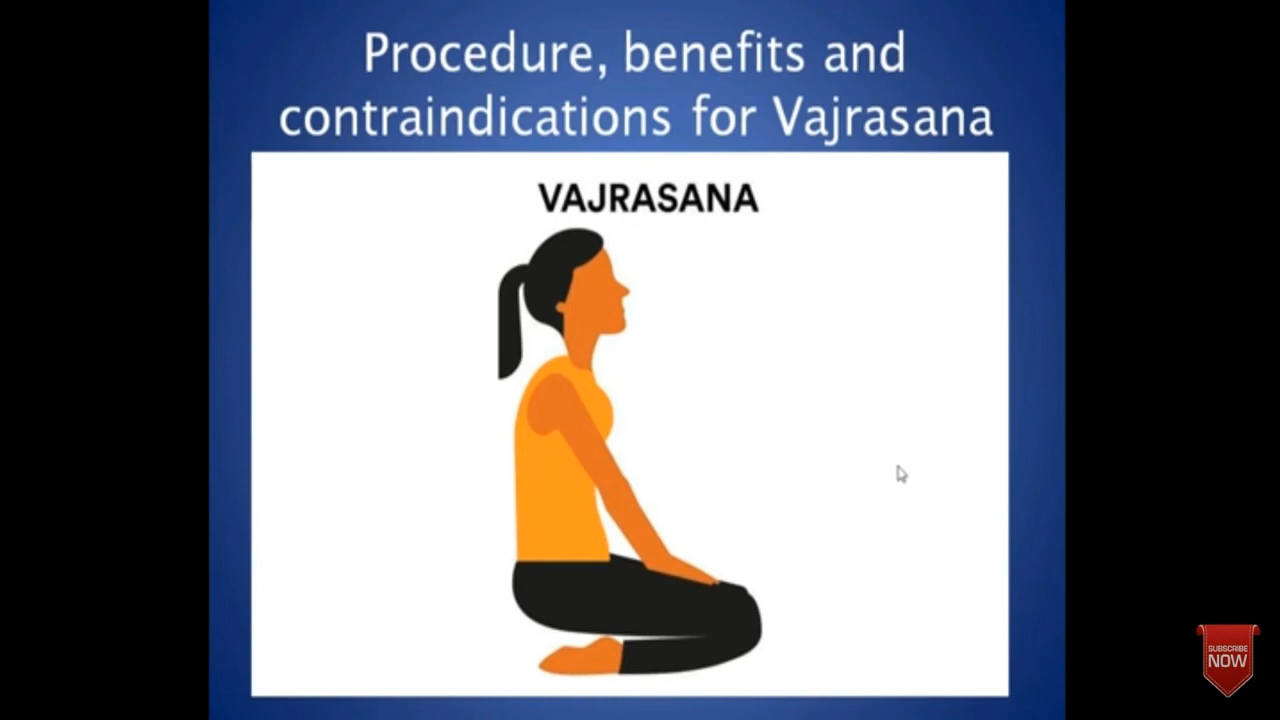 Procedure, benefits and
contraindications for Vajrasana
VAJRASANA
SUBSCRIBE
NOW